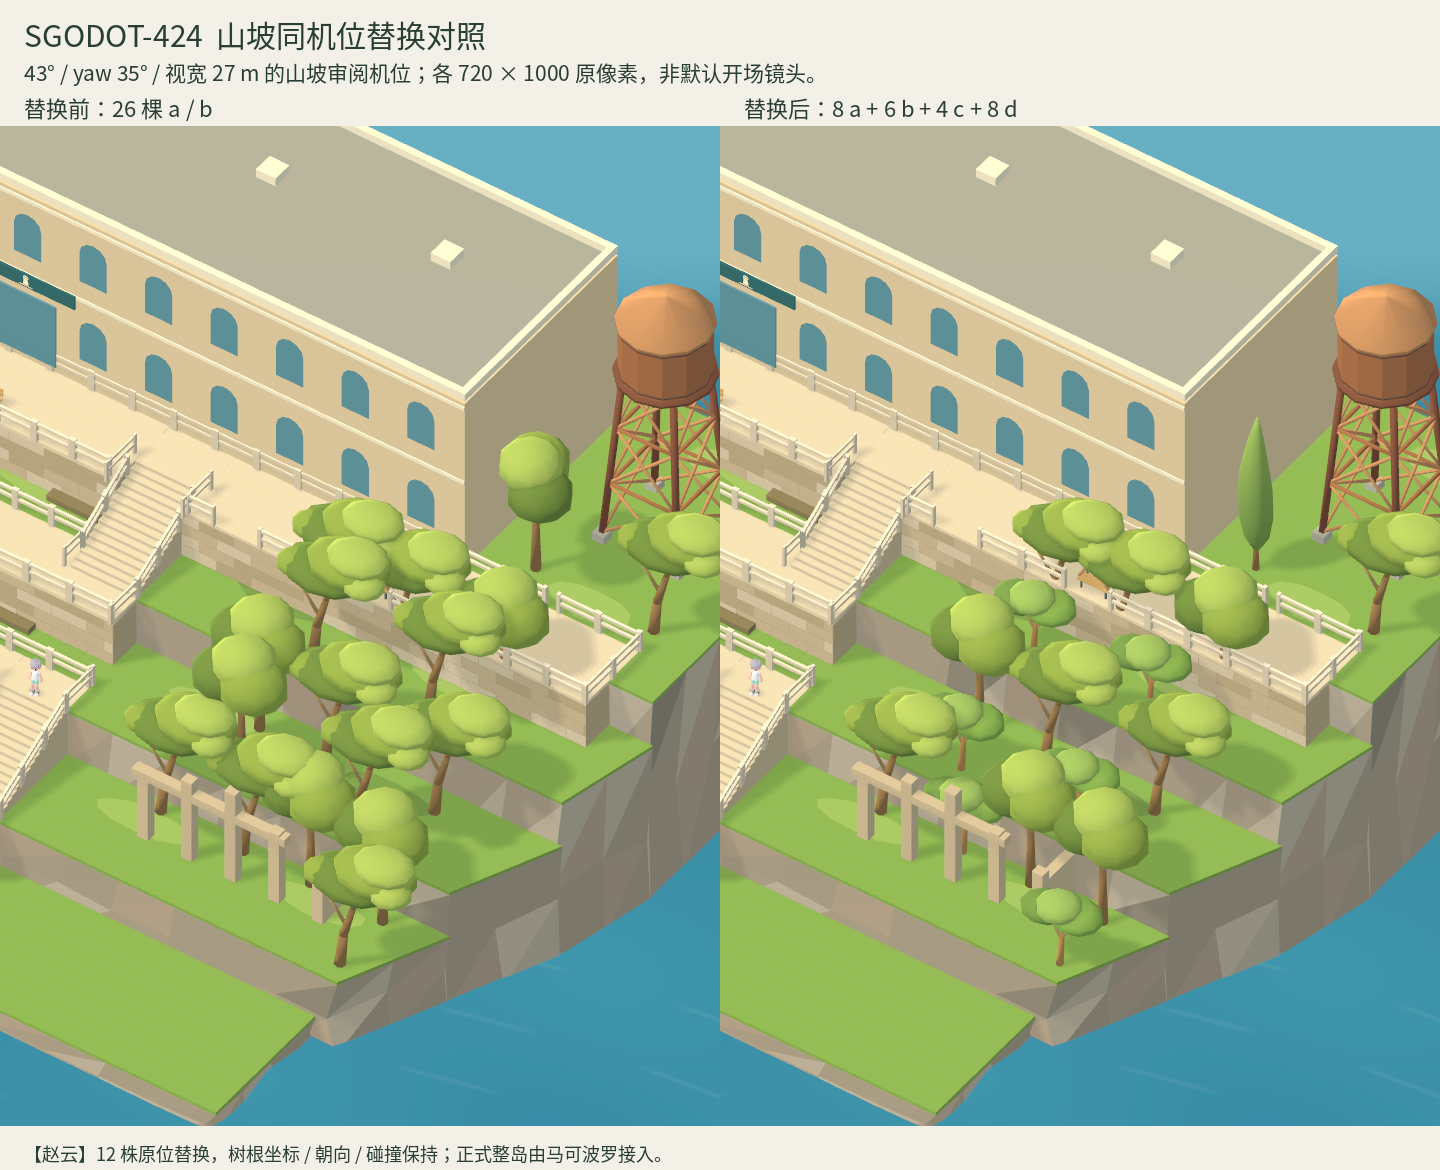 SGODOT-424 山坡同机位替换对照
43° / yaw 35° / 视宽 27 m 的山坡审阅机位；各 720 × 1000 原像素，非默认开场镜头。
替换前：26 棵 a / b
替换后：8 a + 6 b + 4 c + 8 d
【赵云】12 株原位替换，树根坐标 / 朝向 / 碰撞保持；正式整岛由马可波罗接入。